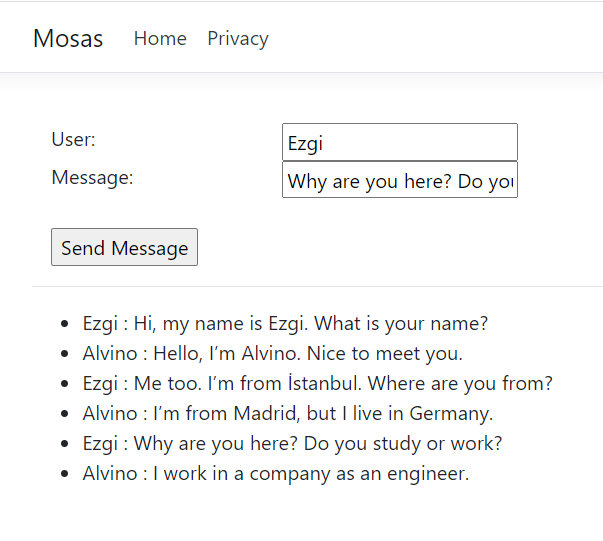 Mosas Home Privacy
User: Ezgi
Message: Why are you here? Do you
Send Message
Ezgi : Hi, my name is Ezgi. What is your name?
Alvino : Hello, I’m Alvino. Nice to meet you.
Ezgi : Me too. I’m from İstanbul. Where are you from?
Alvino : I’m from Madrid, but I live in Germany.
Ezgi : Why are you here? Do you study or work?
Alvino : I work in a company as an engineer.